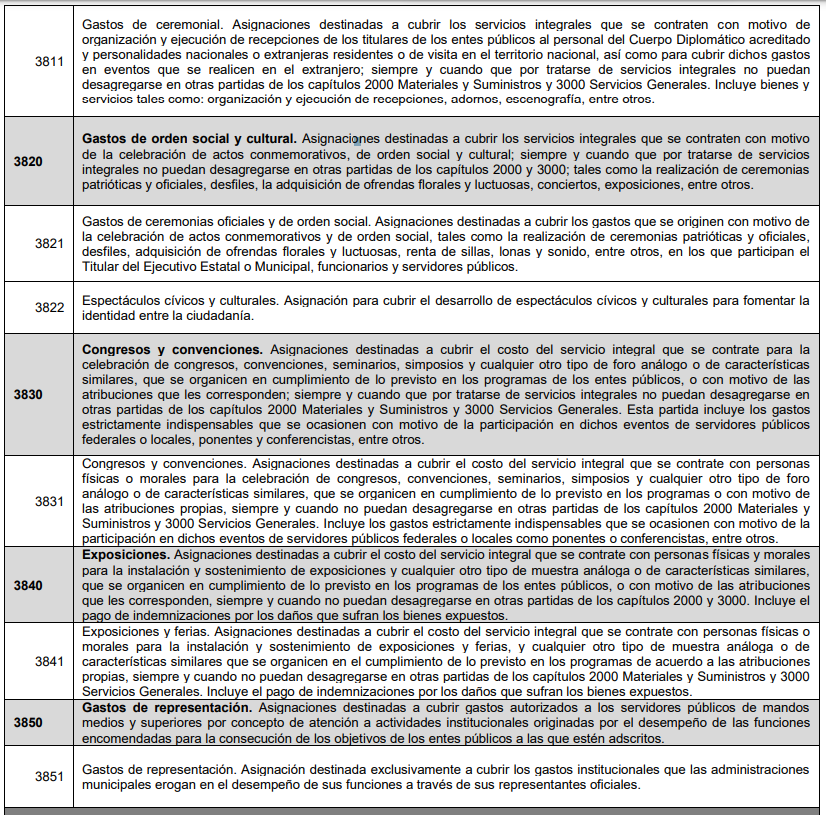 Gastos de ceremonial. Asignaciones destinadas a cubrir los servicios integrales que se contraten con motivo de
organización y ejecución de recepciones de los titulares de los entes públicos al personal del Cuerpo Diplomático acreditado
y personalidades nacionales o extranjeras residentes o de visita en el territorio nacional, así como para cubrir dichos gastos
3811 en eventos que se realicen en el extranjero; siempre y cuando que por tratarse de servicios integrales no puedan
desagregarse en otras partidas de los capítulos 2000 Materiales y Suministros y 3000 Servicios Generales. Incluye bienes y
servicios tales como: organización y ejecución de recepciones, adornos, escenografía, entre otros.
Gastos de orden social y cultural. Asignaciones destinadas a cubrir los servicios integrales que se contraten con motivo
3820 de la celebración de actos conmemorativos, de orden social y cultural; siempre y cuando que por tratarse de servicios
integrales no puedan desagregarse en otras partidas de los capítulos 2000 y 3000; tales como la realización de ceremonias
patrióticas y oficiales, desfiles, la adquisición de ofrendas florales y luctuosas, conciertos, exposiciones, entre otros.
Gastos de ceremonias oficiales y de orden social. Asignaciones destinadas a cubrir los gastos que se originen con motivo de
3821 la celebración de actos conmemorativos y de orden social, tales como la realización de ceremonias patrióticas y oficiales,
desfiles, adquisición de ofrendas florales y luctuosas, renta de sillas, lonas y sonido, entre otros, en los que participan el
Titular del Ejecutivo Estatal o Municipal, funcionarios y servidores públicos.
3822 Espectáculos cívicos y culturales. Asignación para cubrir el desarrollo de espectáculos cívicos y culturales para fomentar la
identidad entre la ciudadanía.
Congresos y convenciones. Asignaciones destinadas a cubrir el costo del servicio integral que se contrate para la
celebración de congresos, convenciones, seminarios, simposios y cualquier otro tipo de foro análogo o de características
similares, que se organicen en cumplimiento de lo previsto en los programas de los entes públicos, o con motivo de las
3830 atribuciones que les corresponden; siempre y cuando que por tratarse de servicios integrales no puedan desagregarse en
otras partidas de los capítulos 2000 Materiales y Suministros y 3000 Servicios Generales. Esta partida incluye los gastos
estrictamente indispensables que se ocasionen con motivo de la participación en dichos eventos de servidores públicos
federales o locales, ponentes y conferencistas, entre otros.
Congresos y convenciones. Asignaciones destinadas a cubrir el costo del servicio integral que se contrate con personas
físicas o morales para la celebración de congresos, convenciones, seminarios, simposios y cualquier otro tipo de foro
análogo o de características similares, que se organicen en cumplimiento de lo previsto en los programas o con motivo de
3831 las atribuciones propias, siempre y cuando no puedan desagregarse en otras partidas de los capítulos 2000 Materiales y
Suministros y 3000 Servicios Generales. Incluye los gastos estrictamente indispensables que se ocasionen con motivo de la
participación en dichos eventos de servidores públicos federales o locales como ponentes o conferencistas, entre otros.
Exposiciones. Asignaciones destinadas a cubrir el costo del servicio integral que se contrate con personas físicas y morales
para la instalación y sostenimiento de exposiciones y cualquier otro tipo de muestra análoga o de características similares,
3840 que se organicen en cumplimiento de lo previsto en los programas de los entes públicos, o con motivo de las atribuciones
que les corresponden, siempre y cuando no puedan desagregarse en otras partidas de los capítulos 2000 y 3000. Incluye el
pago de indemnizaciones por los daños que sufran los bienes expuestos.
Exposiciones y ferias. Asignaciones destinadas a cubrir el costo del servicio integral que se contrate con personas físicas o
morales para la instalación y sostenimiento de exposiciones y ferias, y cualquier otro tipo de muestra análoga o de
3841 características similares que se organicen en el cumplimiento de lo previsto en los programas de acuerdo a las atribuciones
propias, siempre y cuando no puedan desagregarse en otras partidas de los capítulos 2000 Materiales y Suministros y 3000
Servicios Generales. Incluye el pago de indemnizaciones por los daños que sufran los bienes expuestos.
Gastos de representación. Asignaciones destinadas a cubrir gastos autorizados a los servidores públicos de mandos
3850 medios y superiores por concepto de atención a actividades institucionales originadas por el desempeño de las funciones
encomendadas para la consecución de los objetivos de los entes públicos a las que estén adscritos.
3851 Gastos de representación. Asignación destinada exclusivamente a cubrir los gastos institucionales que las administraciones
municipales erogan en el desempeño de sus funciones a través de sus representantes oficiales.